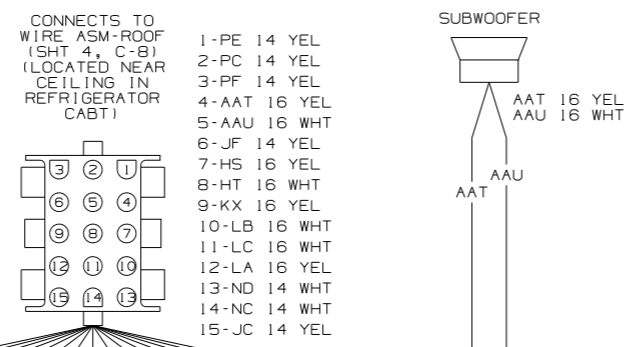 CONNECTS TO
WIRE ASM-ROOF
(SHT 4, C-8)
(LOCATED NEAR
CEILING IN
REFRIGERATOR
CABT)
1-PE 14 YEL
2-PC 14 YEL
3-PF 14 YEL
4-AAT 16 YEL
5-AAU 16 WHT
6-JF 14 YEL
7-HS 16 YEL
8-HT 16 WHT
9-KX 16 YEL
10-LB 16 WHT
11-LC 16 WHT
12-LA 16 YEL
13-ND 14 WHT
14-NC 14 WHT
15-JC 14 YEL
3 2 1
6 5 4
9 8 7
12 11 10
15 14 13
SUBWOOFER
AAT 16 YEL
AAU 16 WHT
AAU
AAT